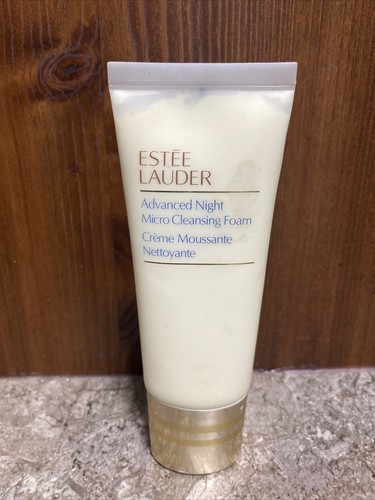 ESTĒE
LAUDER
Advanced Night
Micro Cleansing Foam
Crème Moussante
Nettoyante